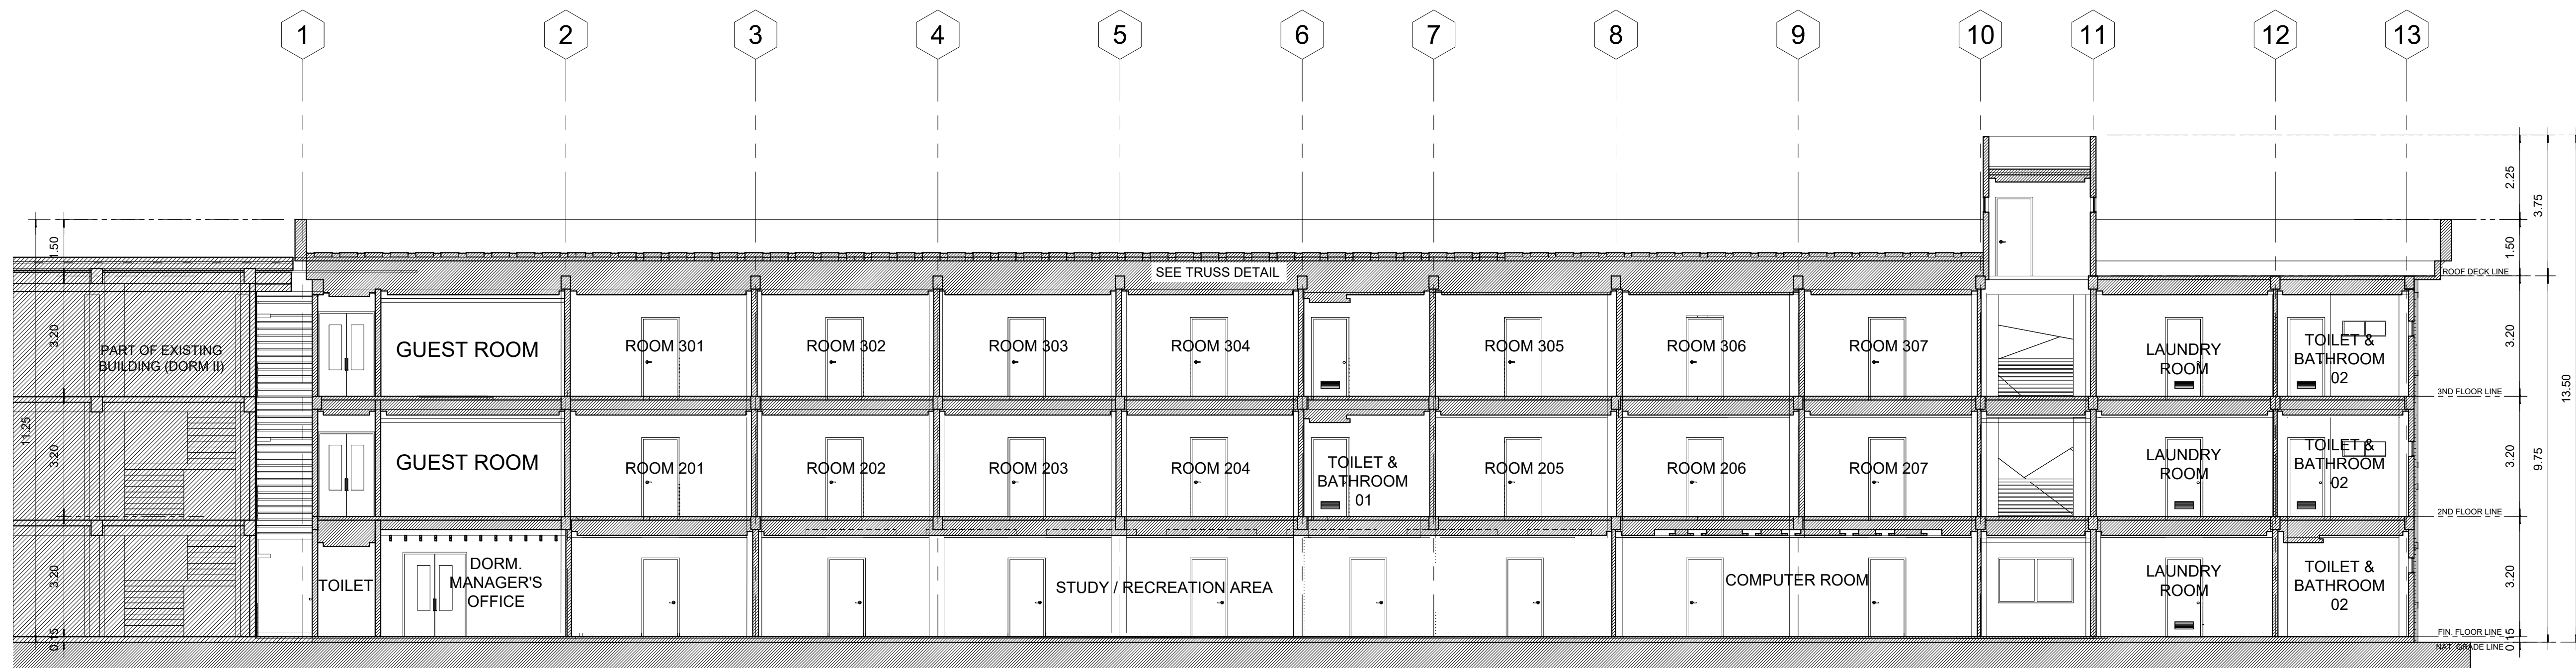 1
2
3
4
5
6
7
8
9
10
11
12
13
2.25
3.75
1.50
1.50
SEE TRUSS DETAIL
ROOF DECK LINE
PART OF EXISTING
BUILDING (DORM II)
3.20
GUEST ROOM
ROOM 301
ROOM 302
ROOM 303
ROOM 304
ROOM 305
ROOM 306
ROOM 307
LAUNDRY
ROOM
TOILET &
BATHROOM
02
3.20
3ND FLOOR LINE
13.50
11.25
3.20
GUEST ROOM
ROOM 201
ROOM 202
ROOM 203
ROOM 204
TOILET &
BATHROOM
01
ROOM 205
ROOM 206
ROOM 207
LAUNDRY
ROOM
TOILET &
BATHROOM
02
3.20
9.75
2ND FLOOR LINE
3.20
TOILET
DORM.
MANAGER'S
OFFICE
STUDY / RECREATION AREA
COMPUTER ROOM
LAUNDRY
ROOM
TOILET &
BATHROOM
02
3.20
0.15
FIN. FLOOR LINE
0.15
NAT. GRADE LINE